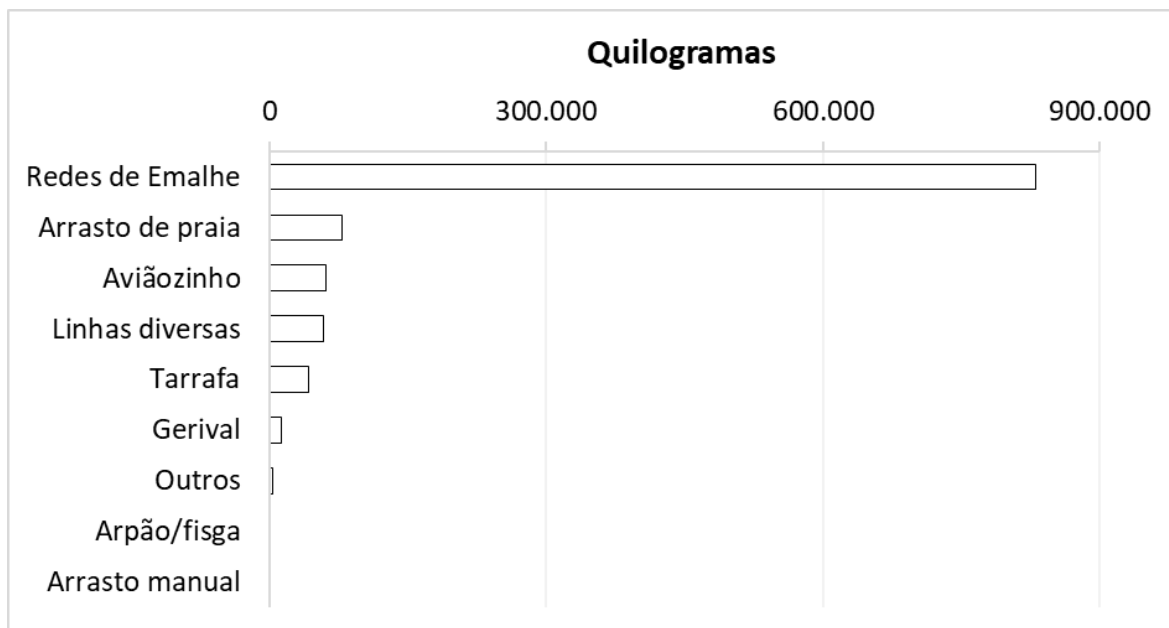 Quilogramas
0 300.000 600.000 900.000
Redes de Emalhe
Arrasto de praia
Aviãozinho
Linhas diversas
Tarrafa
Gerival
Outros
Arpão/fisga
Arrasto manual